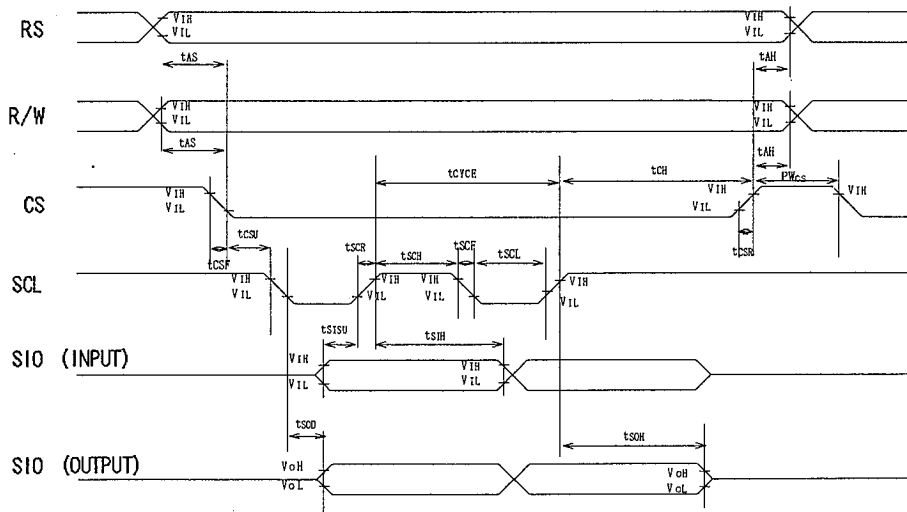 RS
VIH
VIL
VIH
VIL
tAS
tAH
R/W
VIH
VIL
VIH
VIL
tAS
tAH
tCYCE
tCH
PWCS
CS
VIH
VIL
VIH
VIL
VIH
tCSF
tCSU
tSCR
tSCH
tSCF
tSCL
tCSR
SCL
VIH
VIL
VIH
VIL
VIH
VIL
VIH
VIL
tSISU
tSIH
SIO (INPUT)
VIH
VIL
VIH
VIL
tSOD
tSOH
SIO (OUTPUT)
VOH
VOL
VOH
VOL